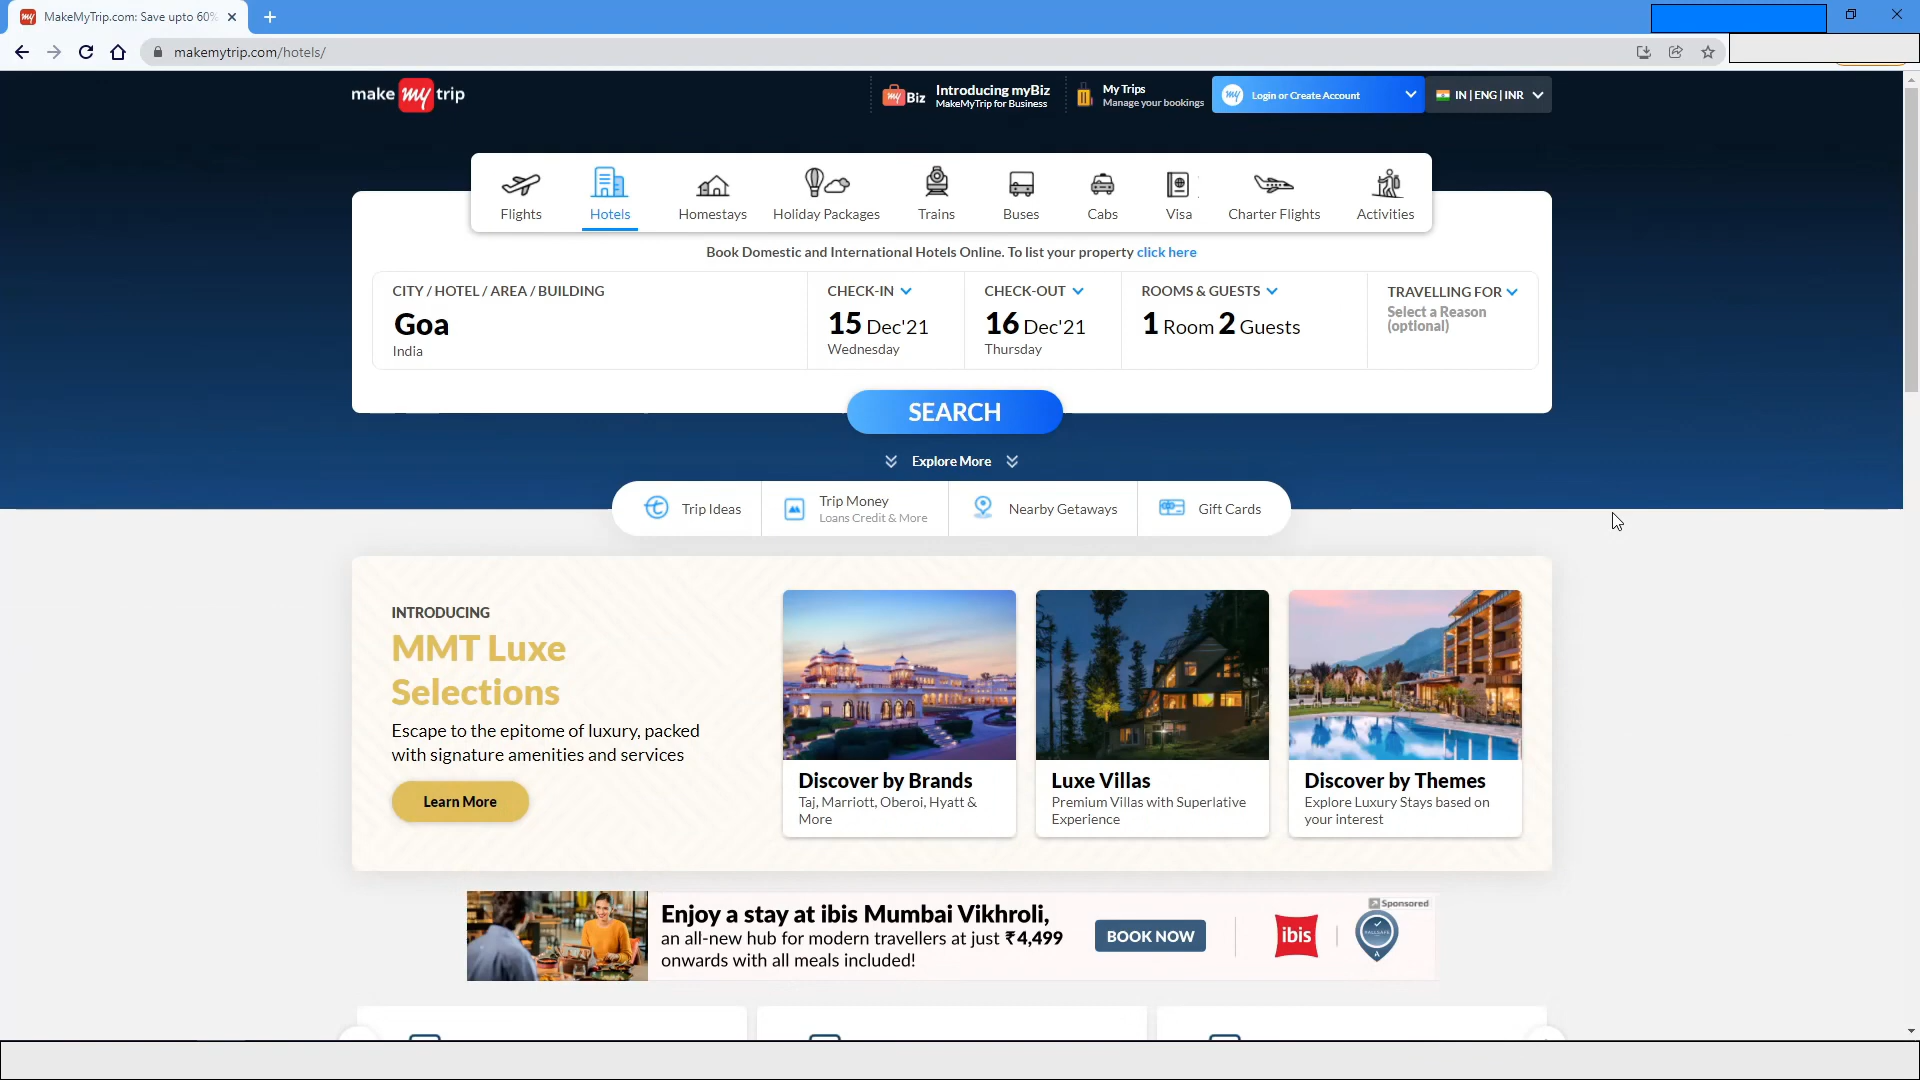 MakeMyTrip.com: Save upto 60%
makemytrip.com/hotels/
make my trip
my Biz
Introducing myBiz
MakeMyTrip for Business
My Trips
Manage your bookings
my
Login or Create Account
IN | ENG | INR
Flights
Hotels
Homestays
Holiday Packages
Trains
Buses
Cabs
Visa
Charter Flights
Activities
Book Domestic and International Hotels Online. To list your property click here
CITY / HOTEL / AREA / BUILDING
Goa
India
CHECK-IN
15 Dec'21
Wednesday
CHECK-OUT
16 Dec'21
Thursday
ROOMS & GUESTS
1 Room 2 Guests
TRAVELLING FOR
Select a Reason
(optional)
SEARCH
Explore More
Trip Ideas
Trip Money
Loans Credit & More
Nearby Getaways
Gift Cards
INTRODUCING
MMT Luxe
Selections
Escape to the epitome of luxury, packed
with signature amenities and services
Learn More
Discover by Brands
Taj, Marriott, Oberoi, Hyatt &
More
Luxe Villas
Premium Villas with Superlative
Experience
Discover by Themes
Explore Luxury Stays based on
your interest
Enjoy a stay at ibis Mumbai Vikhroli,
an all-new hub for modern travellers at just ₹4,499
onwards with all meals included!
BOOK NOW
ibis
Sponsored